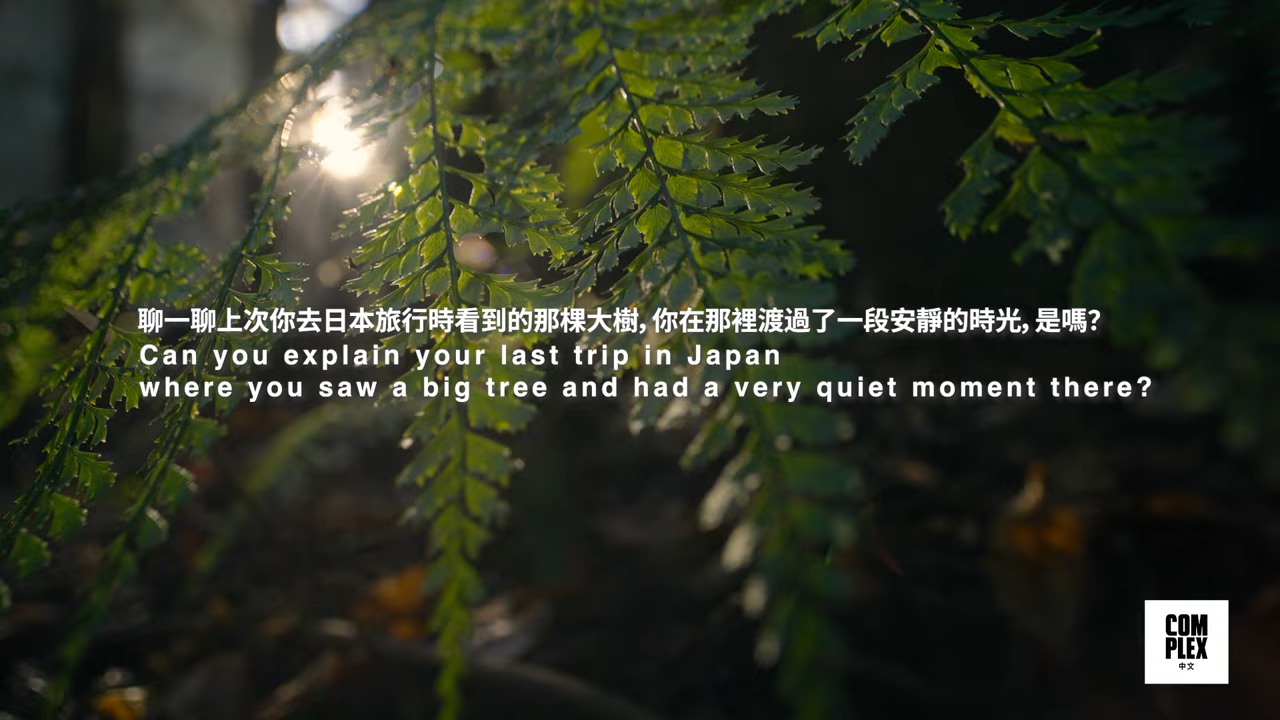 聊一聊上次你去日本旅行時看到的那棵大樹, 你在那裡渡過了一段安靜的時光, 是嗎?
Can you explain your last trip in Japan
where you saw a big tree and had a very quiet moment there?
COM
PLEX
中文